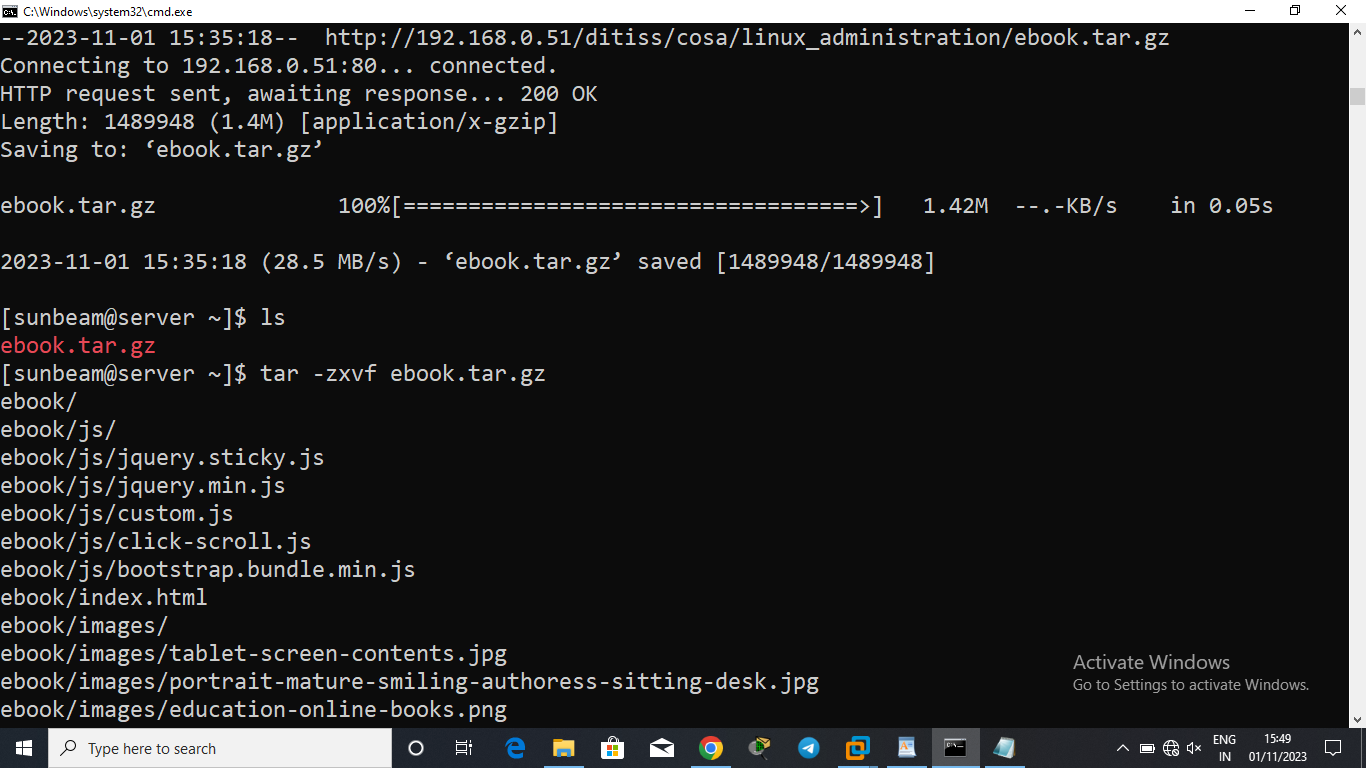 C:\Windows\system32\cmd.exe
--2023-11-01 15:35:18--  http://192.168.0.51/ditiss/cosa/linux_administration/ebook.tar.gz
Connecting to 192.168.0.51:80... connected.
HTTP request sent, awaiting response... 200 OK
Length: 1489948 (1.4M) [application/x-gzip]
Saving to: ‘ebook.tar.gz’
ebook.tar.gz              100%[===================================>]   1.42M  --.-KB/s    in 0.05s
2023-11-01 15:35:18 (28.5 MB/s) - ‘ebook.tar.gz’ saved [1489948/1489948]
[sunbeam@server ~]$ ls
ebook.tar.gz
[sunbeam@server ~]$ tar -zxvf ebook.tar.gz
ebook/
ebook/js/
ebook/js/jquery.sticky.js
ebook/js/jquery.min.js
ebook/js/custom.js
ebook/js/click-scroll.js
ebook/js/bootstrap.bundle.min.js
ebook/index.html
ebook/images/
ebook/images/tablet-screen-contents.jpg
ebook/images/portrait-mature-smiling-authoress-sitting-desk.jpg
ebook/images/education-online-books.png
Activate Windows
Go to Settings to activate Windows.
Type here to search
ENG
IN
15:49
01/11/2023